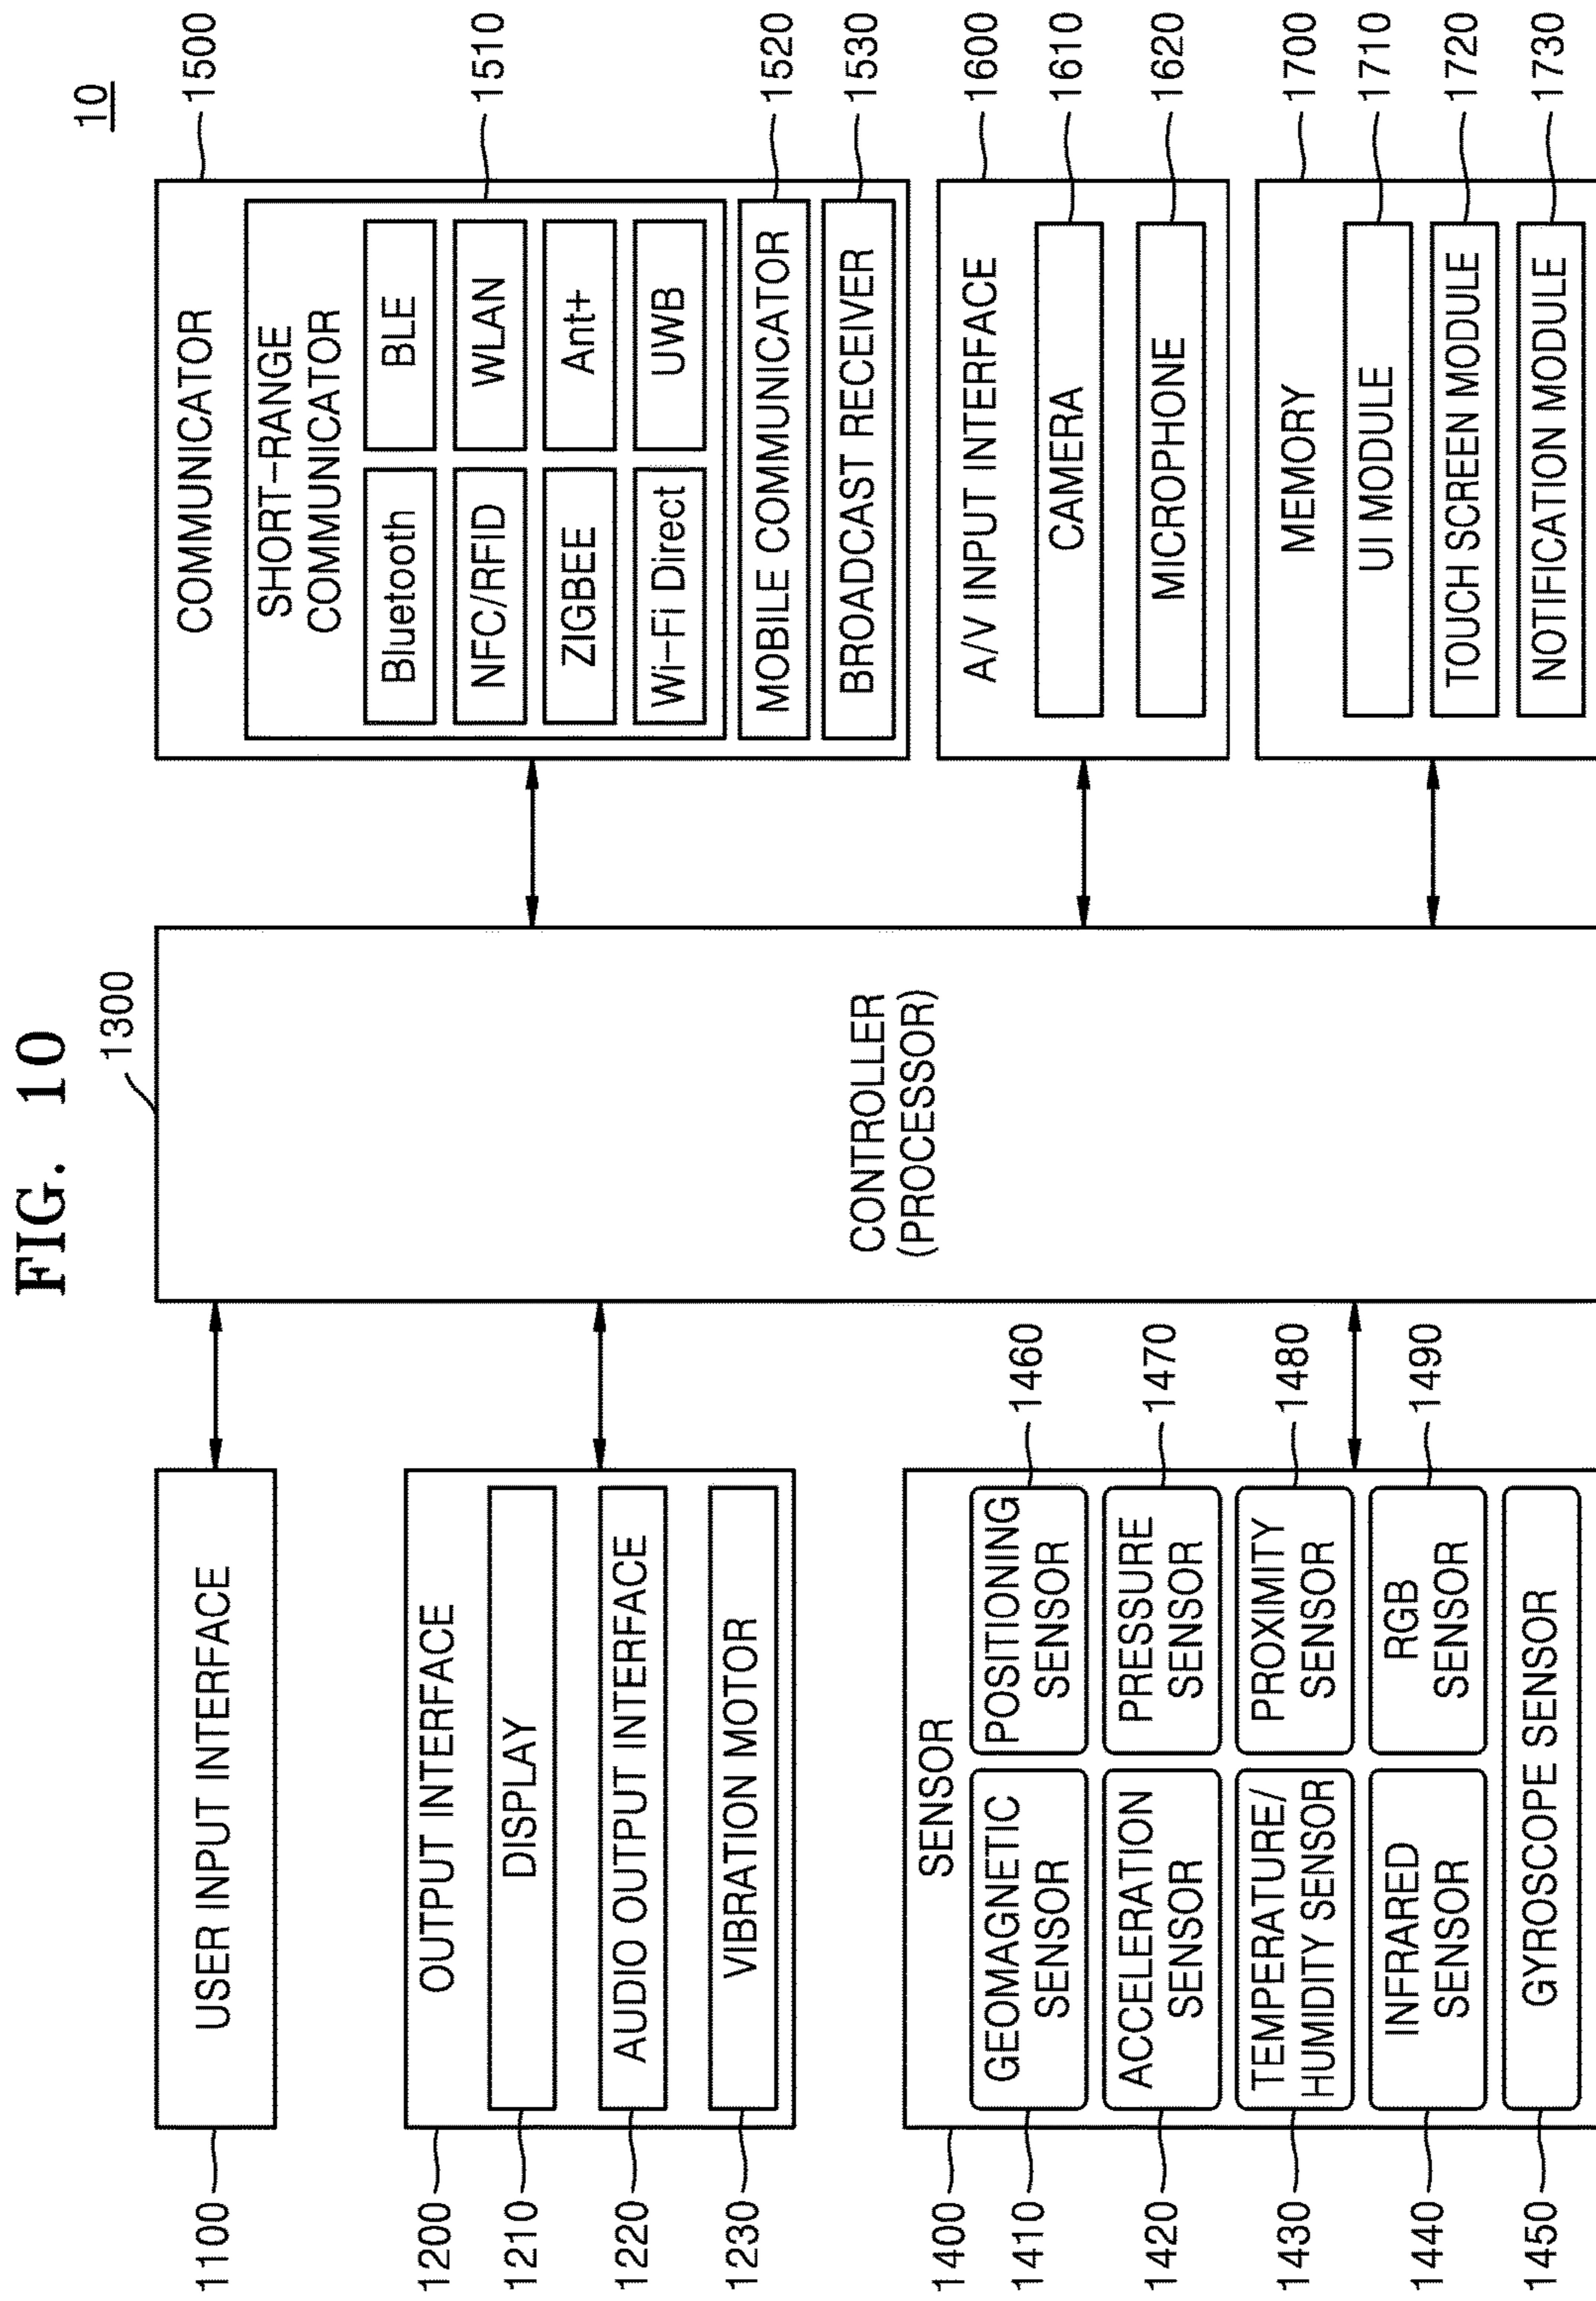 FIG. 10
10
1300
1100
USER INPUT INTERFACE
1200
OUTPUT INTERFACE
1210
DISPLAY
1220
AUDIO OUTPUT INTERFACE
1230
VIBRATION MOTOR
1400
SENSOR
1410
GEOMAGNETIC
SENSOR
POSITIONING
SENSOR
1460
1420
ACCELERATION
SENSOR
PRESSURE
SENSOR
1470
1430
TEMPERATURE/
HUMIDITY SENSOR
PROXIMITY
SENSOR
1480
1440
INFRARED
SENSOR
RGB
SENSOR
1490
1450
GYROSCOPE SENSOR
CONTROLLER
(PROCESSOR)
COMMUNICATOR
1500
SHORT-RANGE
COMMUNICATOR
1510
Bluetooth
BLE
NFC/RFID
WLAN
ZIGBEE
Ant+
Wi-Fi Direct
UWB
MOBILE COMMUNICATOR
1520
BROADCAST RECEIVER
1530
A/V INPUT INTERFACE
1600
CAMERA
1610
MICROPHONE
1620
MEMORY
1700
UI MODULE
1710
TOUCH SCREEN MODULE
1720
NOTIFICATION MODULE
1730